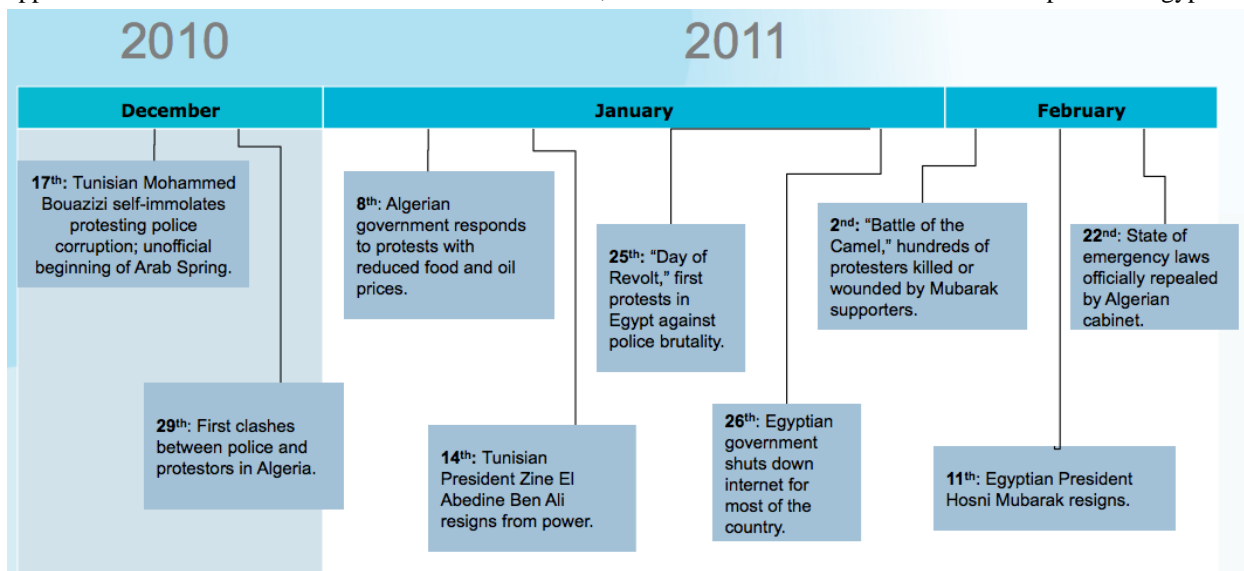 2010
2011
December
January
February
17th: Tunisian Mohammed
Bouazizi self-immolates
protesting police
corruption; unofficial
beginning of Arab Spring.
29th: First clashes
between police and
protestors in Algeria.
8th: Algerian
government responds
to protests with
reduced food and oil
prices.
14th: Tunisian
President Zine El
Abedine Ben Ali
resigns from power.
25th: “Day of
Revolt,” first
protests in
Egypt against
police brutality.
26th: Egyptian
government
shuts down
internet for
most of the
country.
2nd: “Battle of the
Camel,” hundreds of
protesters killed or
wounded by Mubarak
supporters.
11th: Egyptian President
Hosni Mubarak resigns.
22nd: State of
emergency laws
officially repealed
by Algerian
cabinet.